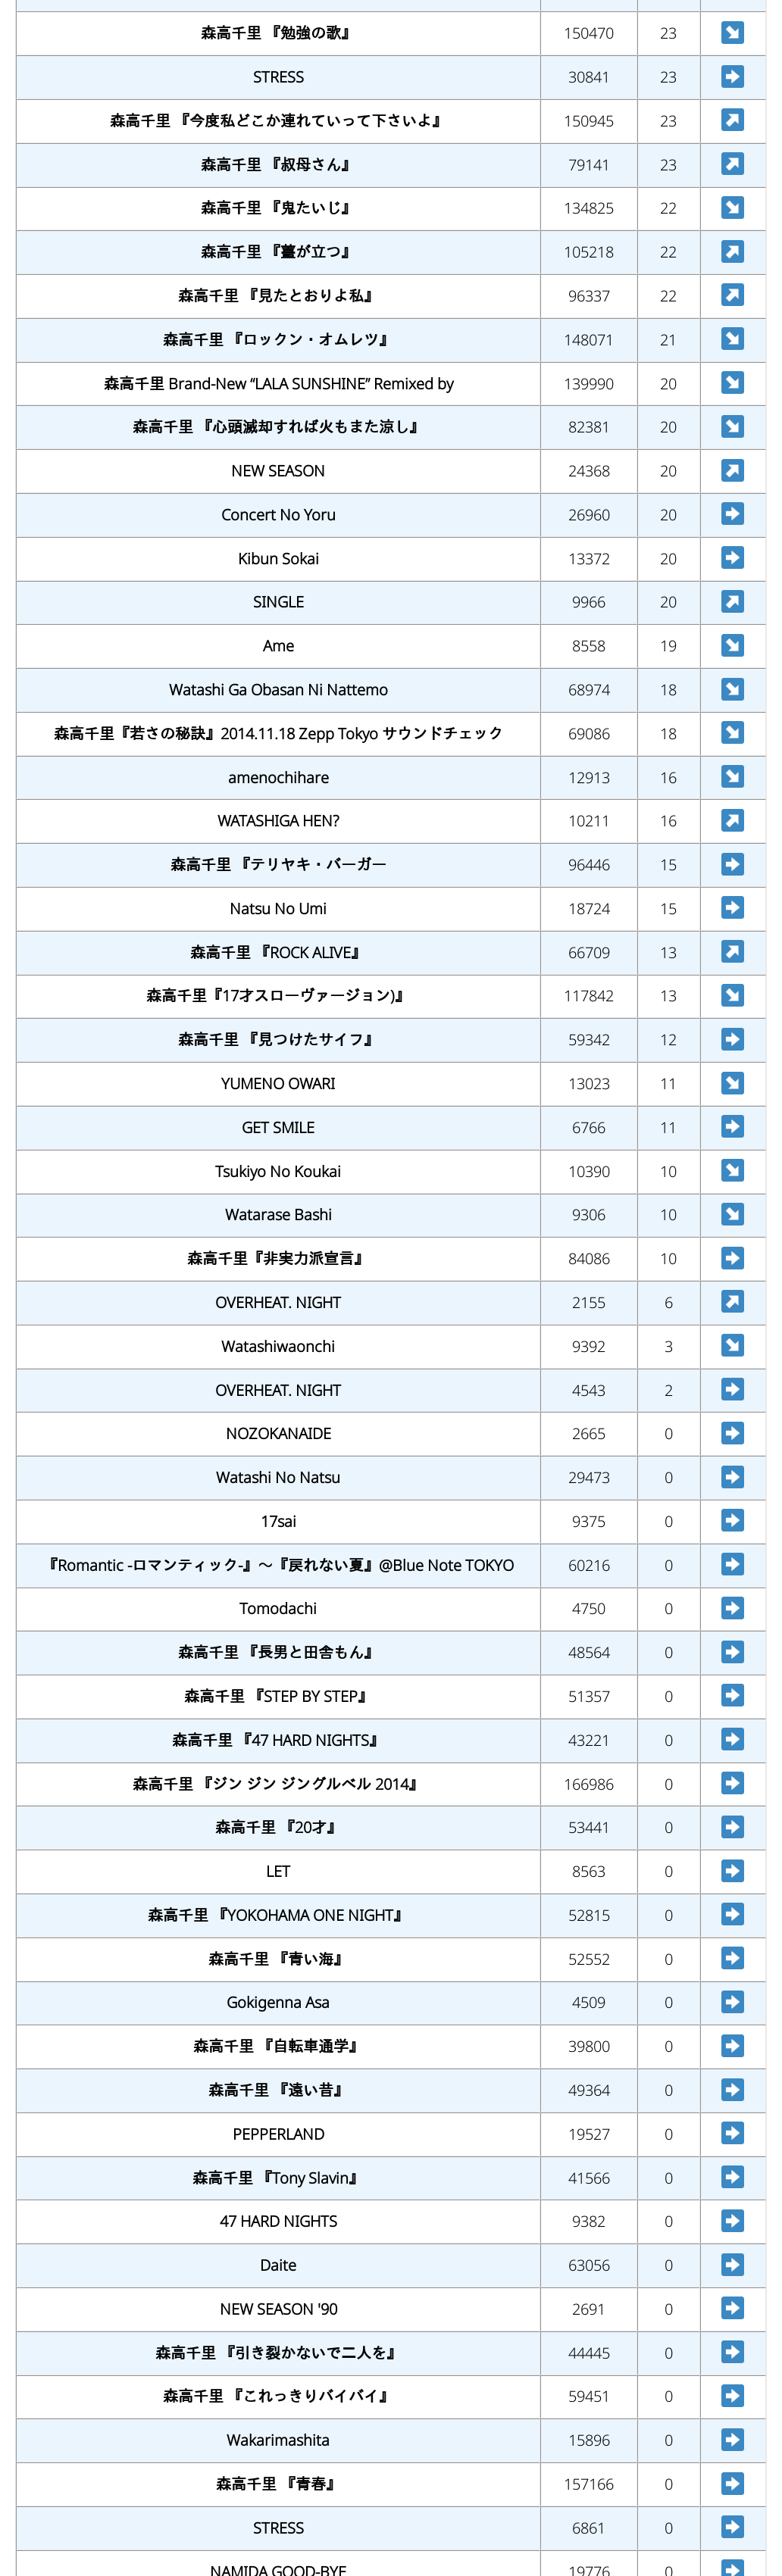 森高千里 『勉強の歌』 150470 23 ↘
STRESS 30841 23 ➡
森高千里 『今度私どこか連れていって下さいよ』 150945 23 ↗
森高千里 『叔母さん』 79141 23 ↗
森高千里 『鬼たいじ』 134825 22 ↘
森高千里 『薹が立つ』 105218 22 ↗
森高千里 『見たとおりよ私』 96337 22 ↗
森高千里 『ロックン・オムレツ』 148071 21 ↘
森高千里 Brand-New “LALA SUNSHINE” Remixed by 139990 20 ↘
森高千里 『心頭滅却すれば火もまた涼し』 82381 20 ↘
NEW SEASON 24368 20 ↗
Concert No Yoru 26960 20 ➡
Kibun Sokai 13372 20 ➡
SINGLE 9966 20 ↗
Ame 8558 19 ↘
Watashi Ga Obasan Ni Nattemo 68974 18 ↘
森高千里『若さの秘訣』2014.11.18 Zepp Tokyo サウンドチェック 69086 18 ↘
amenochihare 12913 16 ↘
WATASHIGA HEN? 10211 16 ↗
森高千里 『テリヤキ・バーガー 96446 15 ➡
Natsu No Umi 18724 15 ➡
森高千里 『ROCK ALIVE』 66709 13 ↗
森高千里『17才スローヴァージョン)』 117842 13 ↘
森高千里 『見つけたサイフ』 59342 12 ➡
YUMENO OWARI 13023 11 ↘
GET SMILE 6766 11 ➡
Tsukiyo No Koukai 10390 10 ↘
Watarase Bashi 9306 10 ↘
森高千里『非実力派宣言』 84086 10 ➡
OVERHEAT. NIGHT 2155 6 ↗
Watashiwaonchi 9392 3 ↘
OVERHEAT. NIGHT 4543 2 ➡
NOZOKANAIDE 2665 0 ➡
Watashi No Natsu 29473 0 ➡
17sai 9375 0 ➡
『Romantic -ロマンティック-』～『戻れない夏』@Blue Note TOKYO 60216 0 ➡
Tomodachi 4750 0 ➡
森高千里 『長男と田舎もん』 48564 0 ➡
森高千里 『STEP BY STEP』 51357 0 ➡
森高千里 『47 HARD NIGHTS』 43221 0 ➡
森高千里 『ジン ジン ジングルベル 2014』 166986 0 ➡
森高千里 『20才』 53441 0 ➡
LET 8563 0 ➡
森高千里 『YOKOHAMA ONE NIGHT』 52815 0 ➡
森高千里 『青い海』 52552 0 ➡
Gokigenna Asa 4509 0 ➡
森高千里 『自転車通学』 39800 0 ➡
森高千里 『遠い昔』 49364 0 ➡
PEPPERLAND 19527 0 ➡
森高千里 『Tony Slavin』 41566 0 ➡
47 HARD NIGHTS 9382 0 ➡
Daite 63056 0 ➡
NEW SEASON '90 2691 0 ➡
森高千里 『引き裂かないで二人を』 44445 0 ➡
森高千里 『これっきりバイバイ』 59451 0 ➡
Wakarimashita 15896 0 ➡
森高千里 『青春』 157166 0 ➡
STRESS 6861 0 ➡
NAMIDA GOOD-BYE 19776 0 ➡